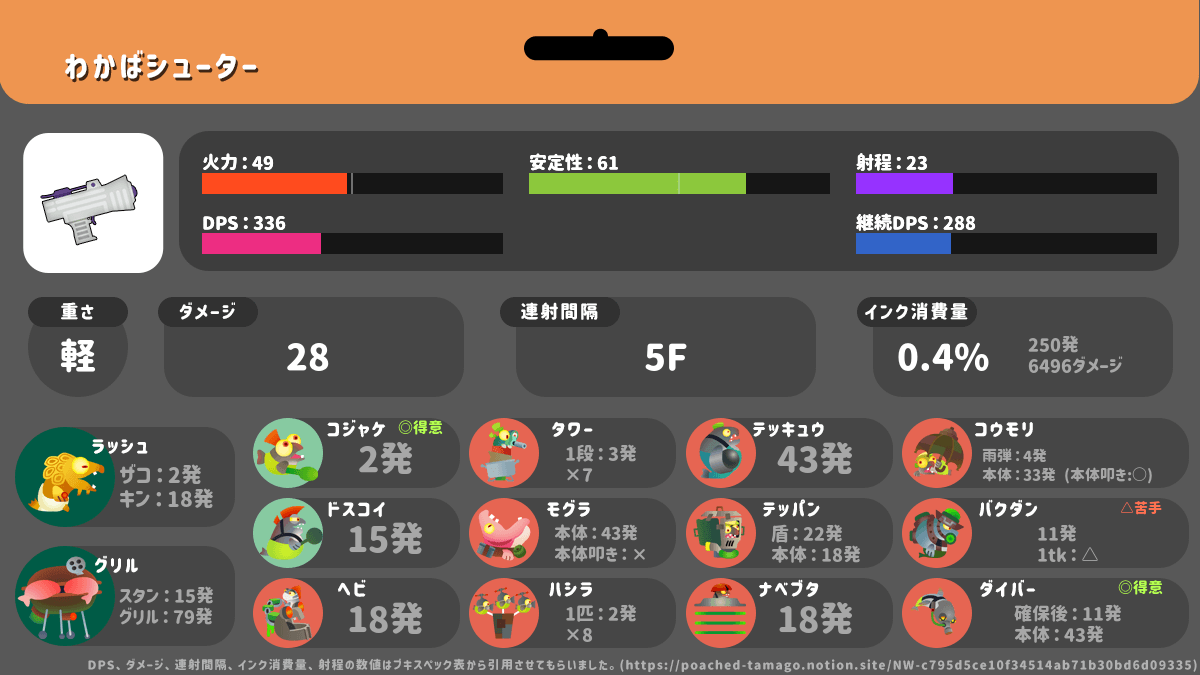 わかばシューター
火力：49
安定性：61
射程：23
DPS：336
継続DPS：288
重さ
軽
ダメージ
28
連射間隔
5F
インク消費量
0.4%
250発
6496ダメージ
ラッシュ
ザコ：2発
キン：18発
グリル
スタン：15発
グリル：79発
コジャケ ◎得意
2発
タワー
1段：3発
×7
テッキュウ
43発
コウモリ
雨弾：4発
本体：33発 (本体叩き:○)
ドスコイ
15発
モグラ
本体：43発
本体叩き：×
テッパン
盾：22発
本体：18発
バクダン △苦手
11発
1tk：△
ヘビ
18発
ハシラ
1匹：2発
×8
ナベブタ
18発
ダイバー ◎得意
確保後：11発
本体：43発
DPS、ダメージ、連射間隔、インク消費量、射程の数値はブキスペック表から引用させてもらいました。(https://poached-tamago.notion.site/NW-c795d5ce10f34514ab71b30bd6d09335)